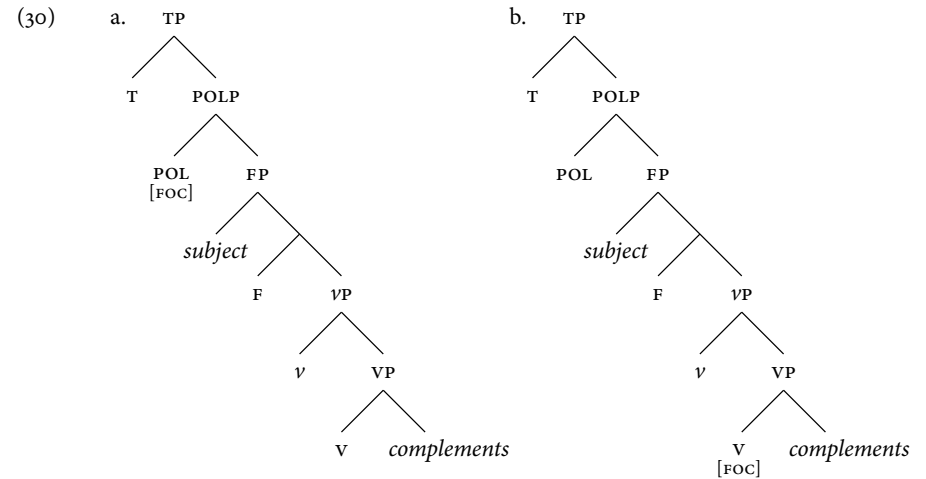 (30) a. TP b. TP
T POLP T POLP
POL FP POL FP
[FOC]
subject subject
F vP F vP
v VP v VP
V complements V complements
[FOC]